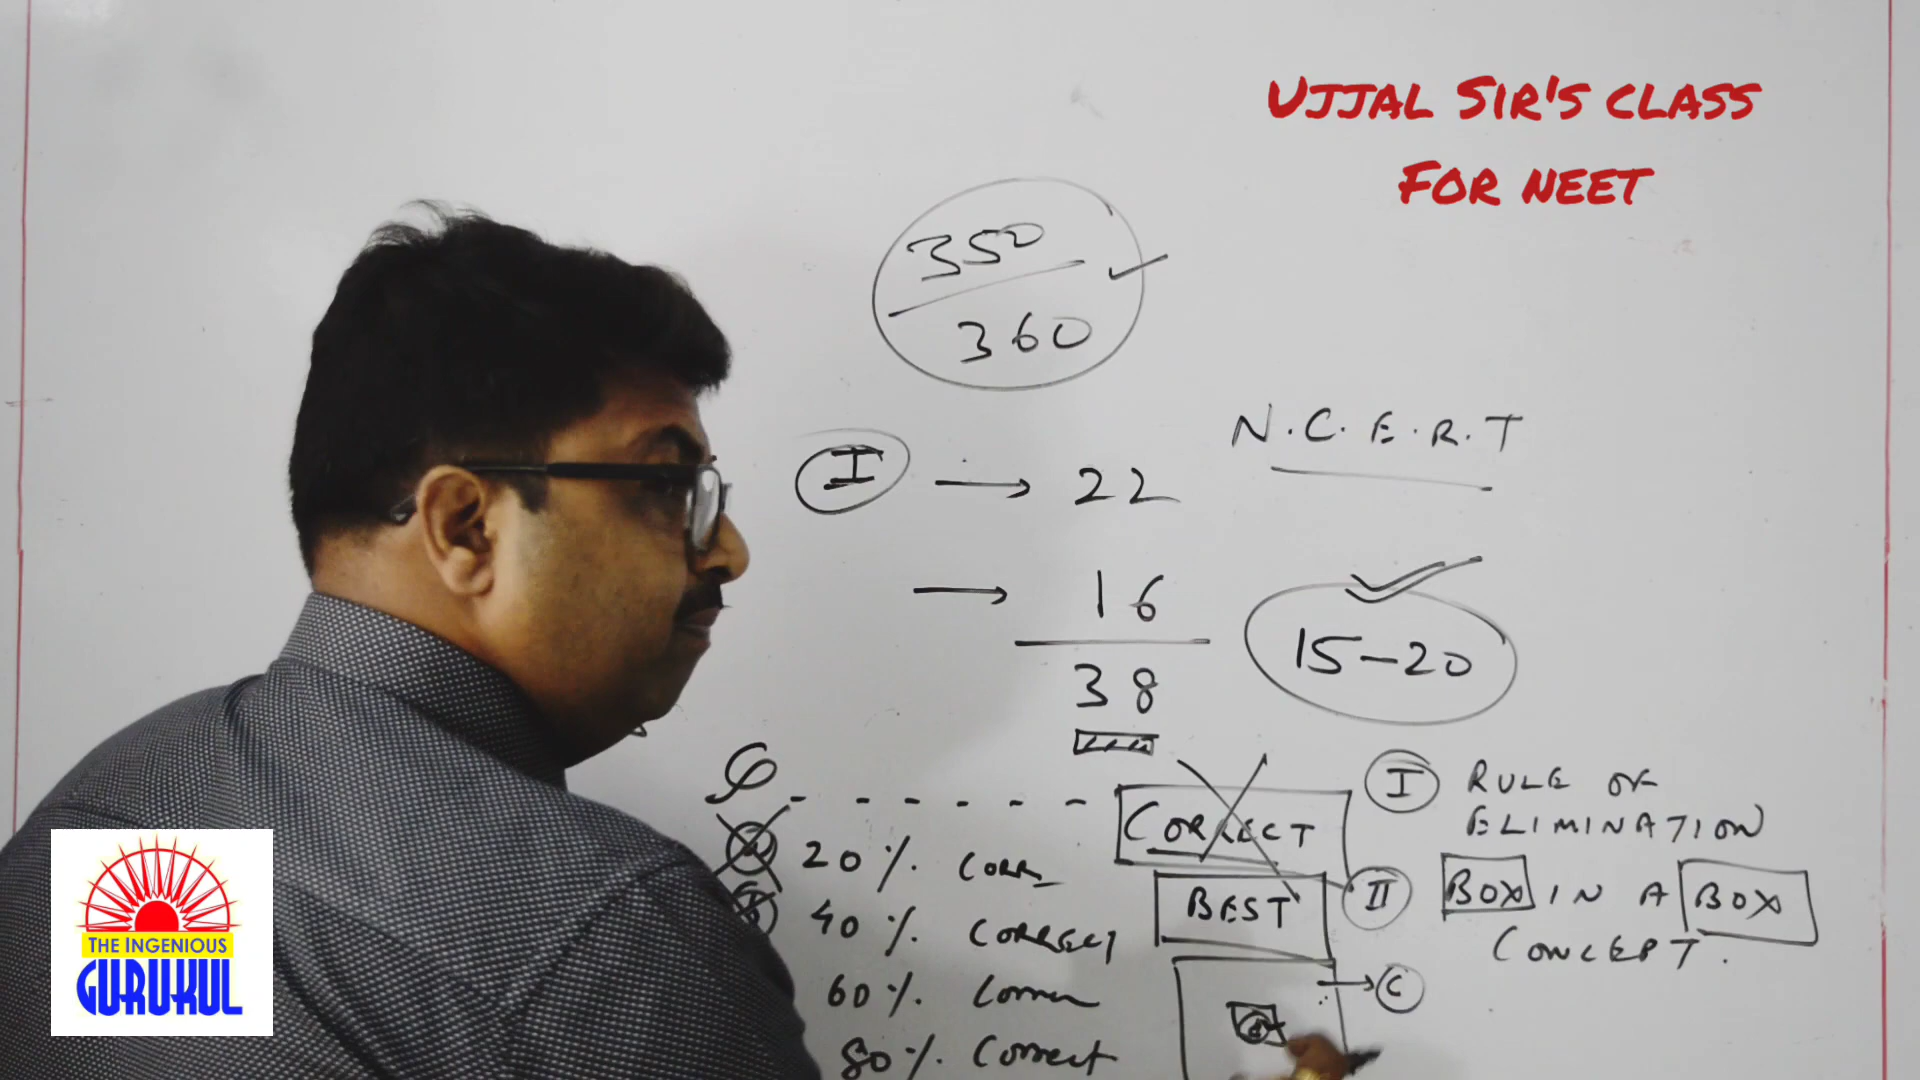 UJJAL SIR'S CLASS
FOR NEET
350
360
I → 22
N.C.E.R.T
→ 16
15-20
38
I RULE OF
ELIMINATION
CORRECT
20%. CORR
BEST
II BOX IN A BOX
CONCEPT.
40%. CORRECT
60%.
→ C
80%. Correct
THE INGENIOUS
GURUKUL